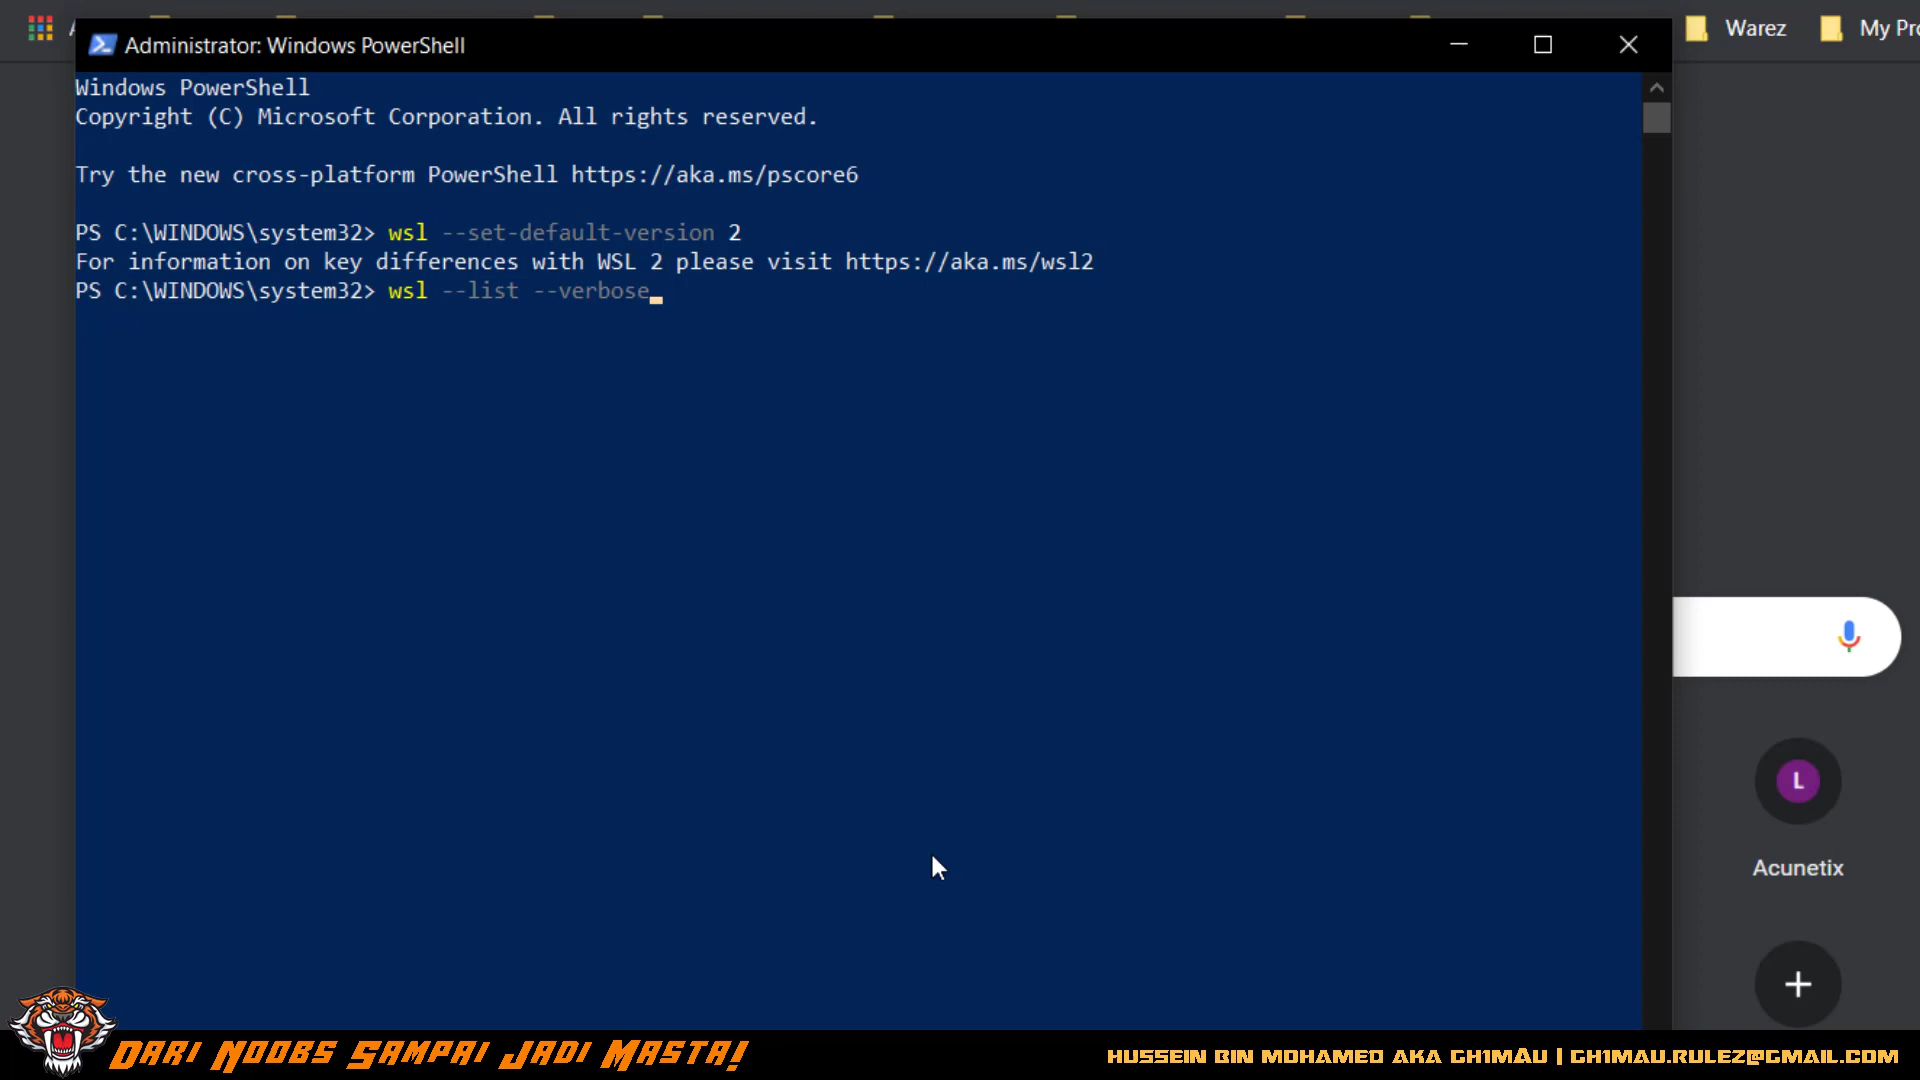 Warez
My Pro
Administrator: Windows PowerShell
Windows PowerShell
Copyright (C) Microsoft Corporation. All rights reserved.
Try the new cross-platform PowerShell https://aka.ms/pscore6
PS C:\WINDOWS\system32> wsl --set-default-version 2
For information on key differences with WSL 2 please visit https://aka.ms/wsl2
PS C:\WINDOWS\system32> wsl --list --verbose
L
Acunetix
Dari Noobs Sampai Jadi Masta!
HUSSEIN BIN MOHAMED AKA GH1MAU | GH1MAU.RULEZ@GMAIL.COM